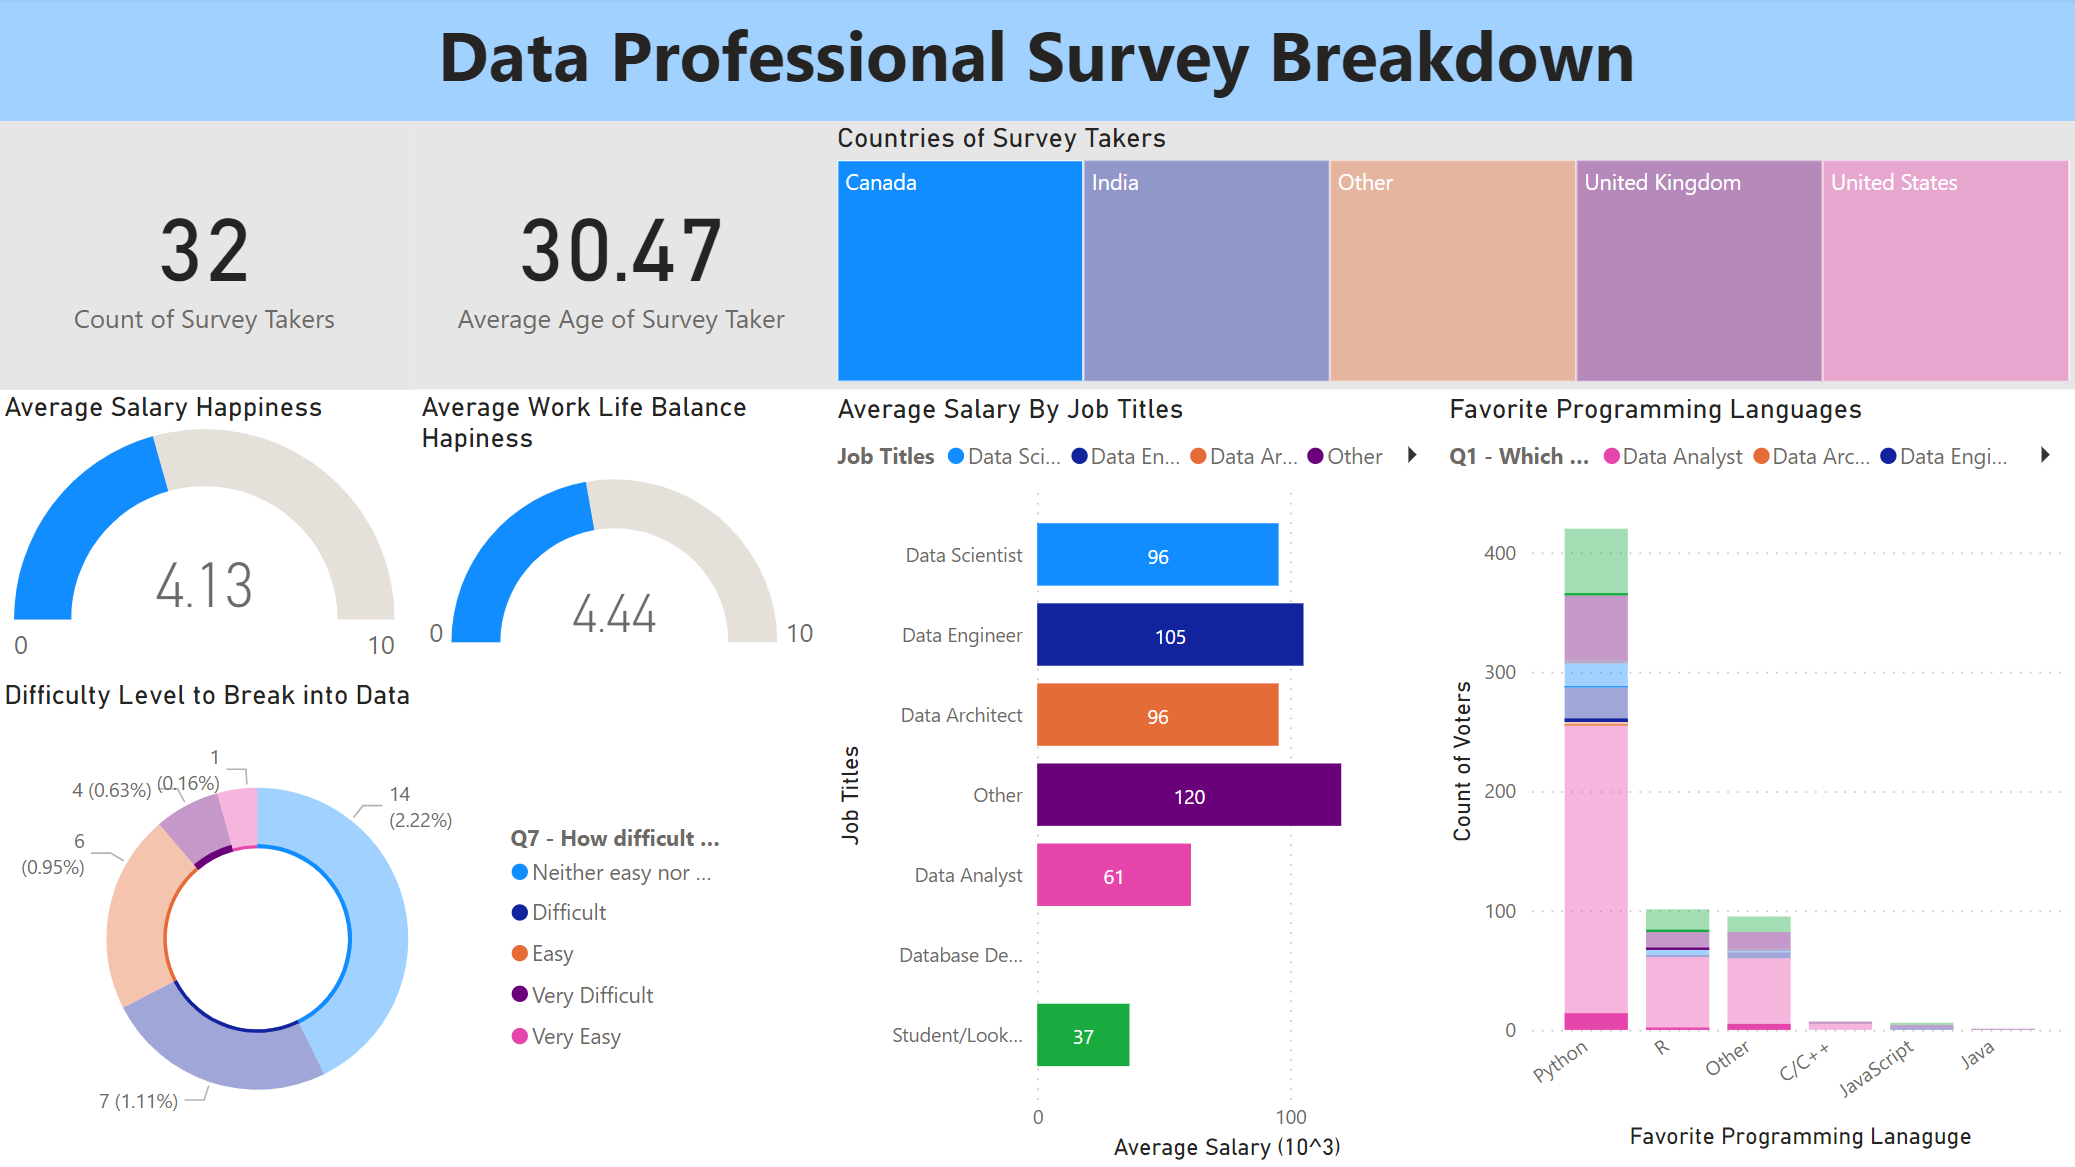 Data Professional Survey Breakdown
32
Count of Survey Takers
30.47
Average Age of Survey Taker
Countries of Survey Takers
Canada
India
Other
United Kingdom
United States
Average Salary Happiness
4.13
0
10
Average Work Life Balance
Hapiness
4.44
0
10
Difficulty Level to Break into Data
1
(0.16%)
4 (0.63%)
14
(2.22%)
6
(0.95%)
7 (1.11%)
Q7 - How difficult ...
Neither easy nor ...
Difficult
Easy
Very Difficult
Very Easy
Average Salary By Job Titles
Job Titles Data Sci... Data En... Data Ar... Other
Job Titles
Data Scientist 96
Data Engineer 105
Data Architect 96
Other 120
Data Analyst 61
Database De...
Student/Look... 37
0 100
Average Salary (10^3)
Favorite Programming Languages
Q1 - Which ... Data Analyst Data Arc... Data Engi...
Count of Voters
400
300
200
100
0
Python R Other C/C++ JavaScript Java
Favorite Programming Lanaguge